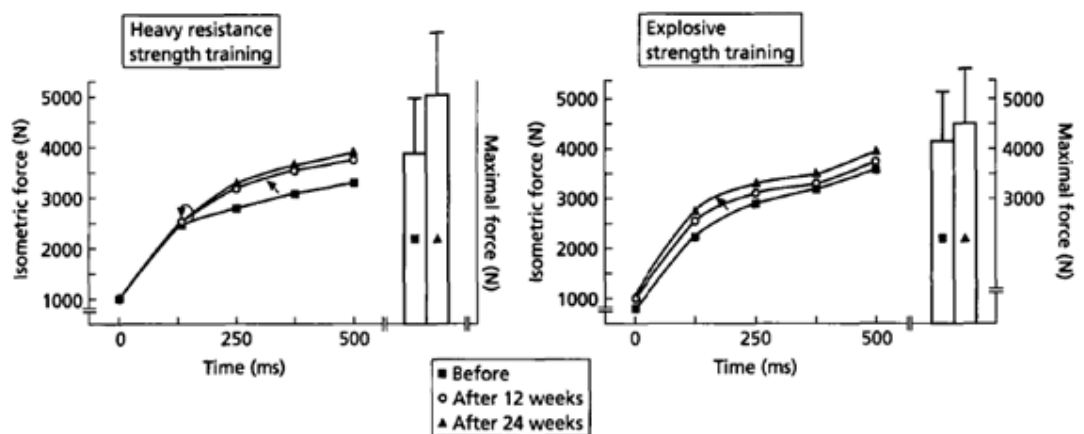 Heavy resistance
strength training
Isometric force (N)
5000
4000
3000
2000
1000
0
250
500
Time (ms)
Maximal force (N)
Explosive
strength training
Isometric force (N)
5000
4000
3000
2000
1000
0
250
500
Time (ms)
5000
4000
3000
Maximal force (N)
Before
After 12 weeks
After 24 weeks